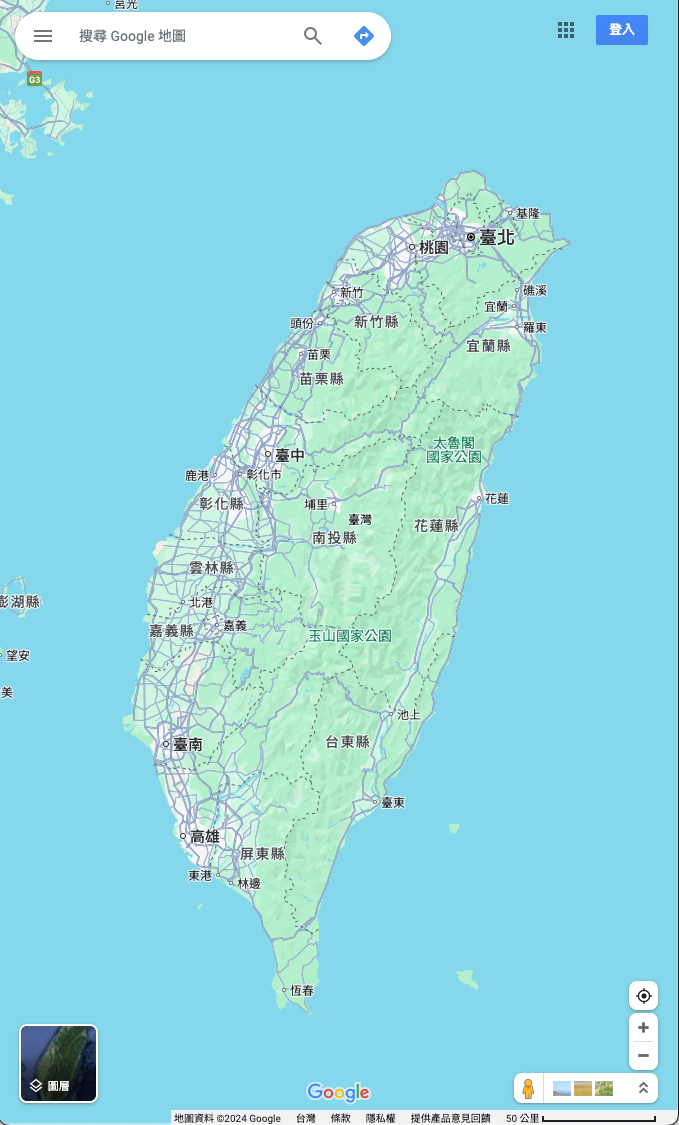 莒光
搜尋 Google 地圖
登入
G3
基隆
臺北
桃園
礁溪
新竹
宜蘭
頭份
新竹縣
羅東
宜蘭縣
苗栗
苗栗縣
太魯閣
國家公園
臺中
鹿港
彰化市
花蓮
彰化縣
埔里
臺灣
花蓮縣
南投縣
雲林縣
澎湖縣
北港
嘉義
嘉義縣
玉山國家公園
望安
美
池上
台東縣
臺南
臺東
高雄
屏東縣
東港
林邊
恆春
圖層
Google
地圖資料 ©2024 Google 台灣 條款 隱私權 提供產品意見回饋 50 公里